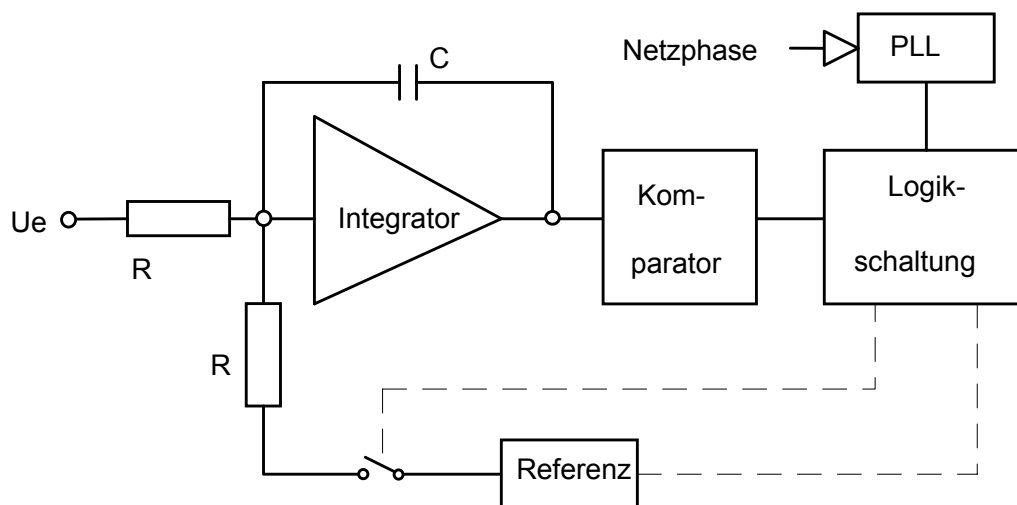 Netzphase
PLL
C
Ue
R
Integrator
Kom-
parator
Logik-
schaltung
R
Referenz